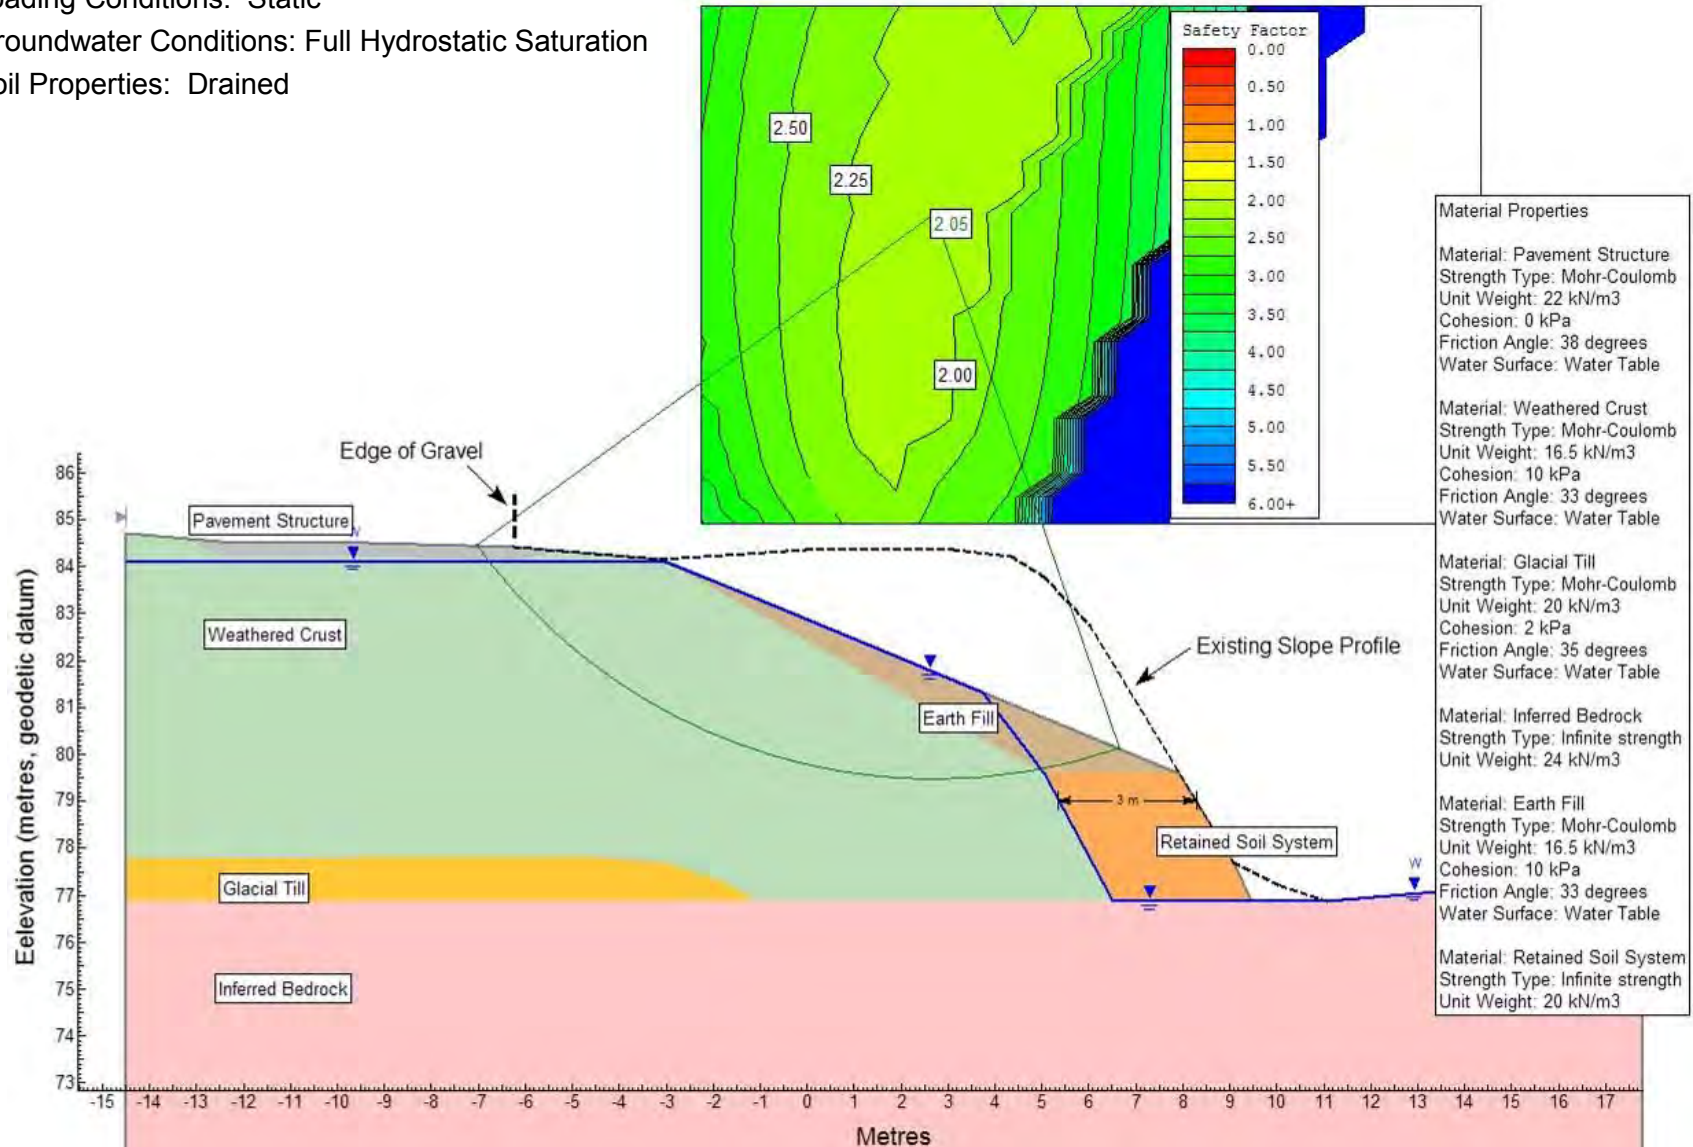 ading Conditions: Static
roundwater Conditions: Full Hydrostatic Saturation
oil Properties: Drained
Safety Factor
0.00
0.50
1.00
1.50
2.00
2.50
3.00
3.50
4.00
4.50
5.00
5.50
6.00+
2.50
2.25
2.05
2.00
Material Properties
Material: Pavement Structure
Strength Type: Mohr-Coulomb
Unit Weight: 22 kN/m3
Cohesion: 0 kPa
Friction Angle: 38 degrees
Water Surface: Water Table
Material: Weathered Crust
Strength Type: Mohr-Coulomb
Unit Weight: 16.5 kN/m3
Cohesion: 10 kPa
Friction Angle: 33 degrees
Water Surface: Water Table
Material: Glacial Till
Strength Type: Mohr-Coulomb
Unit Weight: 20 kN/m3
Cohesion: 2 kPa
Friction Angle: 35 degrees
Water Surface: Water Table
Material: Inferred Bedrock
Strength Type: Infinite strength
Unit Weight: 24 kN/m3
Material: Earth Fill
Strength Type: Mohr-Coulomb
Unit Weight: 16.5 kN/m3
Cohesion: 10 kPa
Friction Angle: 33 degrees
Water Surface: Water Table
Material: Retained Soil System
Strength Type: Infinite strength
Unit Weight: 20 kN/m3
Edge of Gravel
Pavement Structure
W
Weathered Crust
Existing Slope Profile
Earth Fill
3 m
Retained Soil System
W
Glacial Till
Inferred Bedrock
Eelevation (metres, geodetic datum)
86
85
84
83
82
81
80
79
78
77
76
75
74
73
-15 -14 -13 -12 -11 -10 -9 -8 -7 -6 -5 -4 -3 -2 -1 0 1 2 3 4 5 6 7 8 9 10 11 12 13 14 15 16 17
Metres